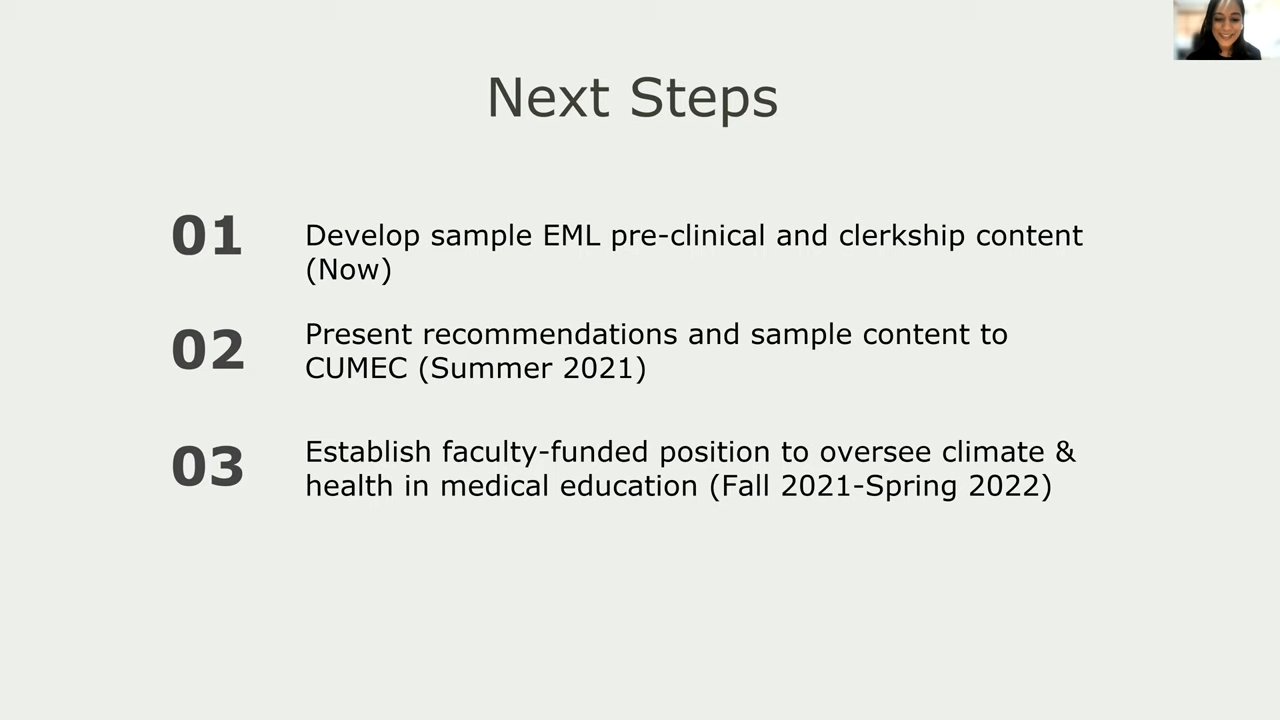 Next Steps
01
Develop sample EML pre-clinical and clerkship content
(Now)
02
Present recommendations and sample content to
CUMEC (Summer 2021)
03
Establish faculty-funded position to oversee climate &
health in medical education (Fall 2021-Spring 2022)